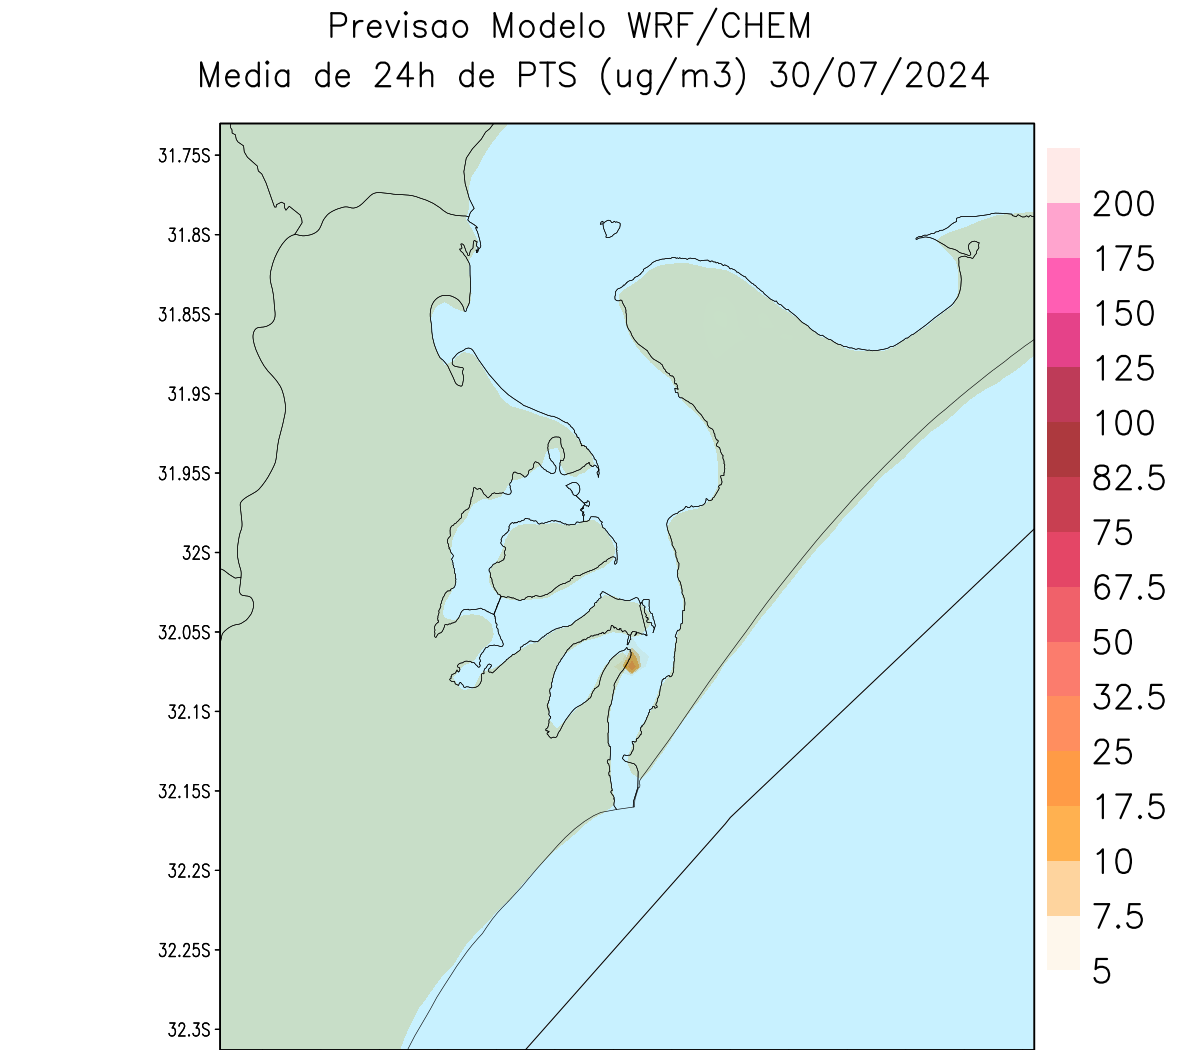 Previsao Modelo WRF/CHEM
Media de 24h de PTS (ug/m3) 30/07/2024
31.75S
31.8S
31.85S
31.9S
31.95S
32S
32.05S
32.1S
32.15S
32.2S
32.25S
32.3S
200
175
150
125
100
82.5
75
67.5
50
32.5
25
17.5
10
7.5
5